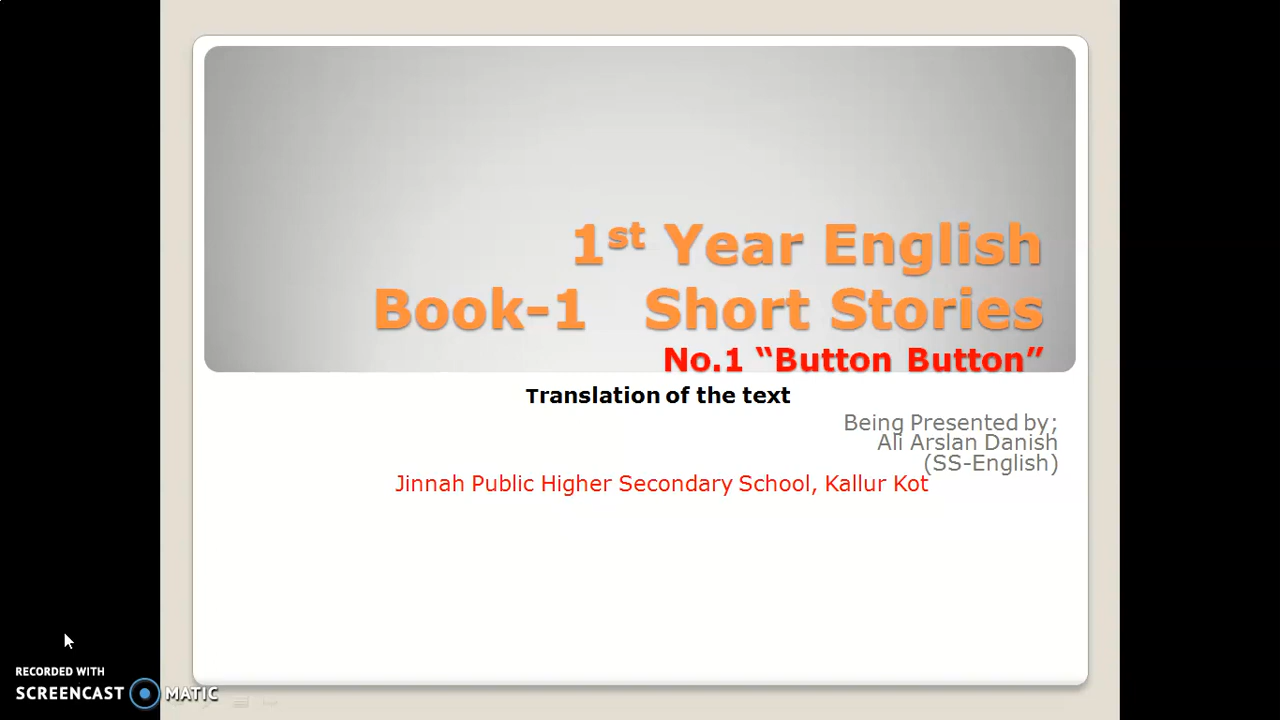 1st Year English
Book-1 Short Stories
No.1 “Button Button”
Translation of the text
Being Presented by;
Ali Arslan Danish
(SS-English)
Jinnah Public Higher Secondary School, Kallur Kot
RECORDED WITH
SCREENCAST MATIC